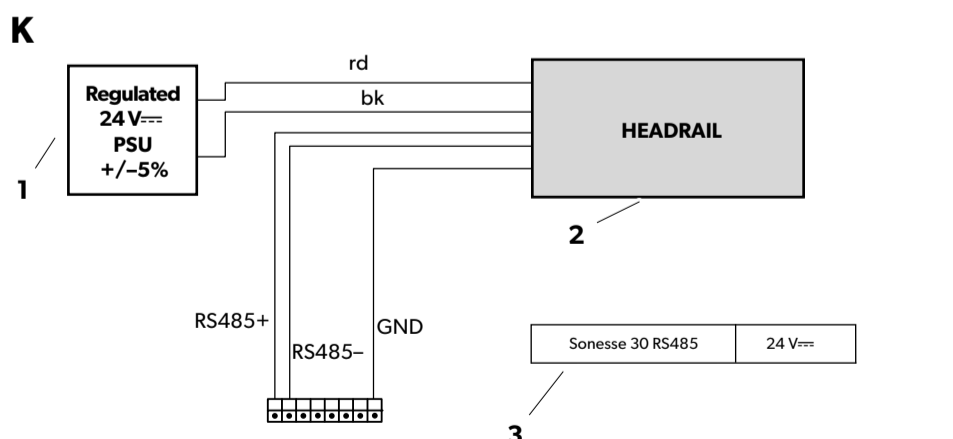 K
rd
Regulated
24 V⎓
PSU
+/–5%
bk
HEADRAIL
1
2
RS485+
GND
RS485–
Sonesse 30 RS485
24 V⎓
3